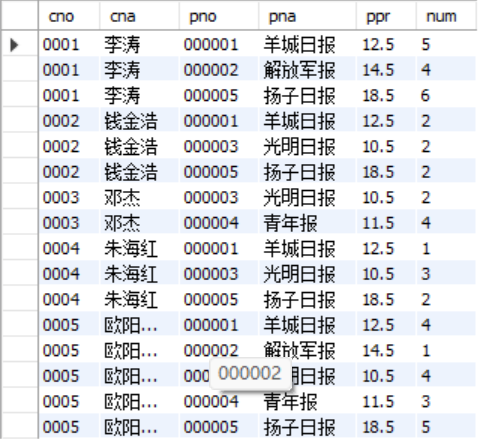 cno cna pno pna ppr num
0001 李涛 000001 羊城日报 12.5 5
0001 李涛 000002 解放军报 14.5 4
0001 李涛 000005 扬子日报 18.5 6
0002 钱金浩 000001 羊城日报 12.5 2
0002 钱金浩 000003 光明日报 10.5 2
0002 钱金浩 000005 扬子日报 18.5 2
0003 邓杰 000003 光明日报 10.5 2
0003 邓杰 000004 青年报 11.5 4
0004 朱海红 000001 羊城日报 12.5 1
0004 朱海红 000003 光明日报 10.5 3
0004 朱海红 000005 扬子日报 18.5 2
0005 欧阳... 000001 羊城日报 12.5 4
0005 欧阳... 000002 解放军报 14.5 1
000002
0005 欧阳... 明日报 10.5 4
0005 欧阳... 000004 青年报 11.5 3
0005 欧阳... 000005 扬子日报 18.5 5